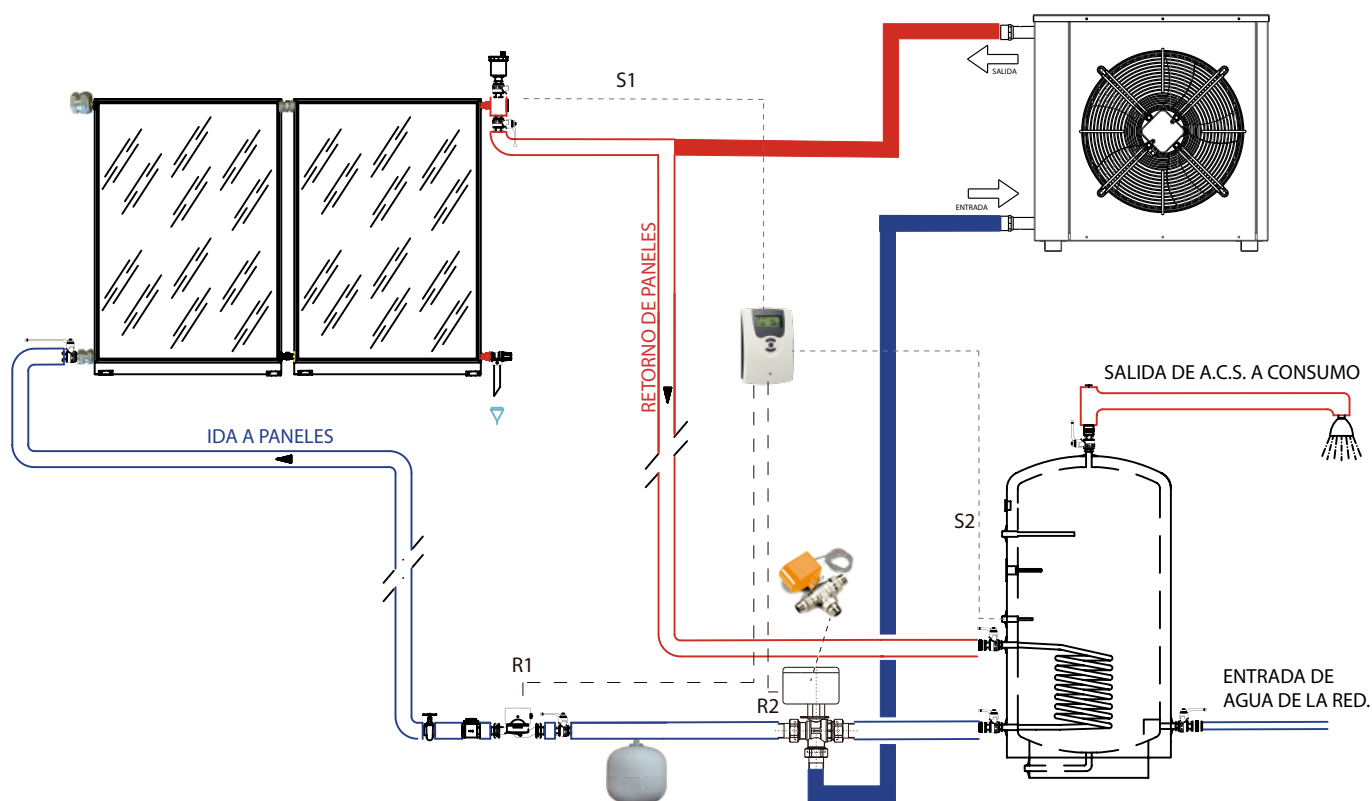 SALIDA
S1
ENTRADA
RETORNO DE PANELES
SALIDA DE A.C.S. A CONSUMO
IDA A PANELES
S2
R1
R2
ENTRADA DE
AGUA DE LA RED.